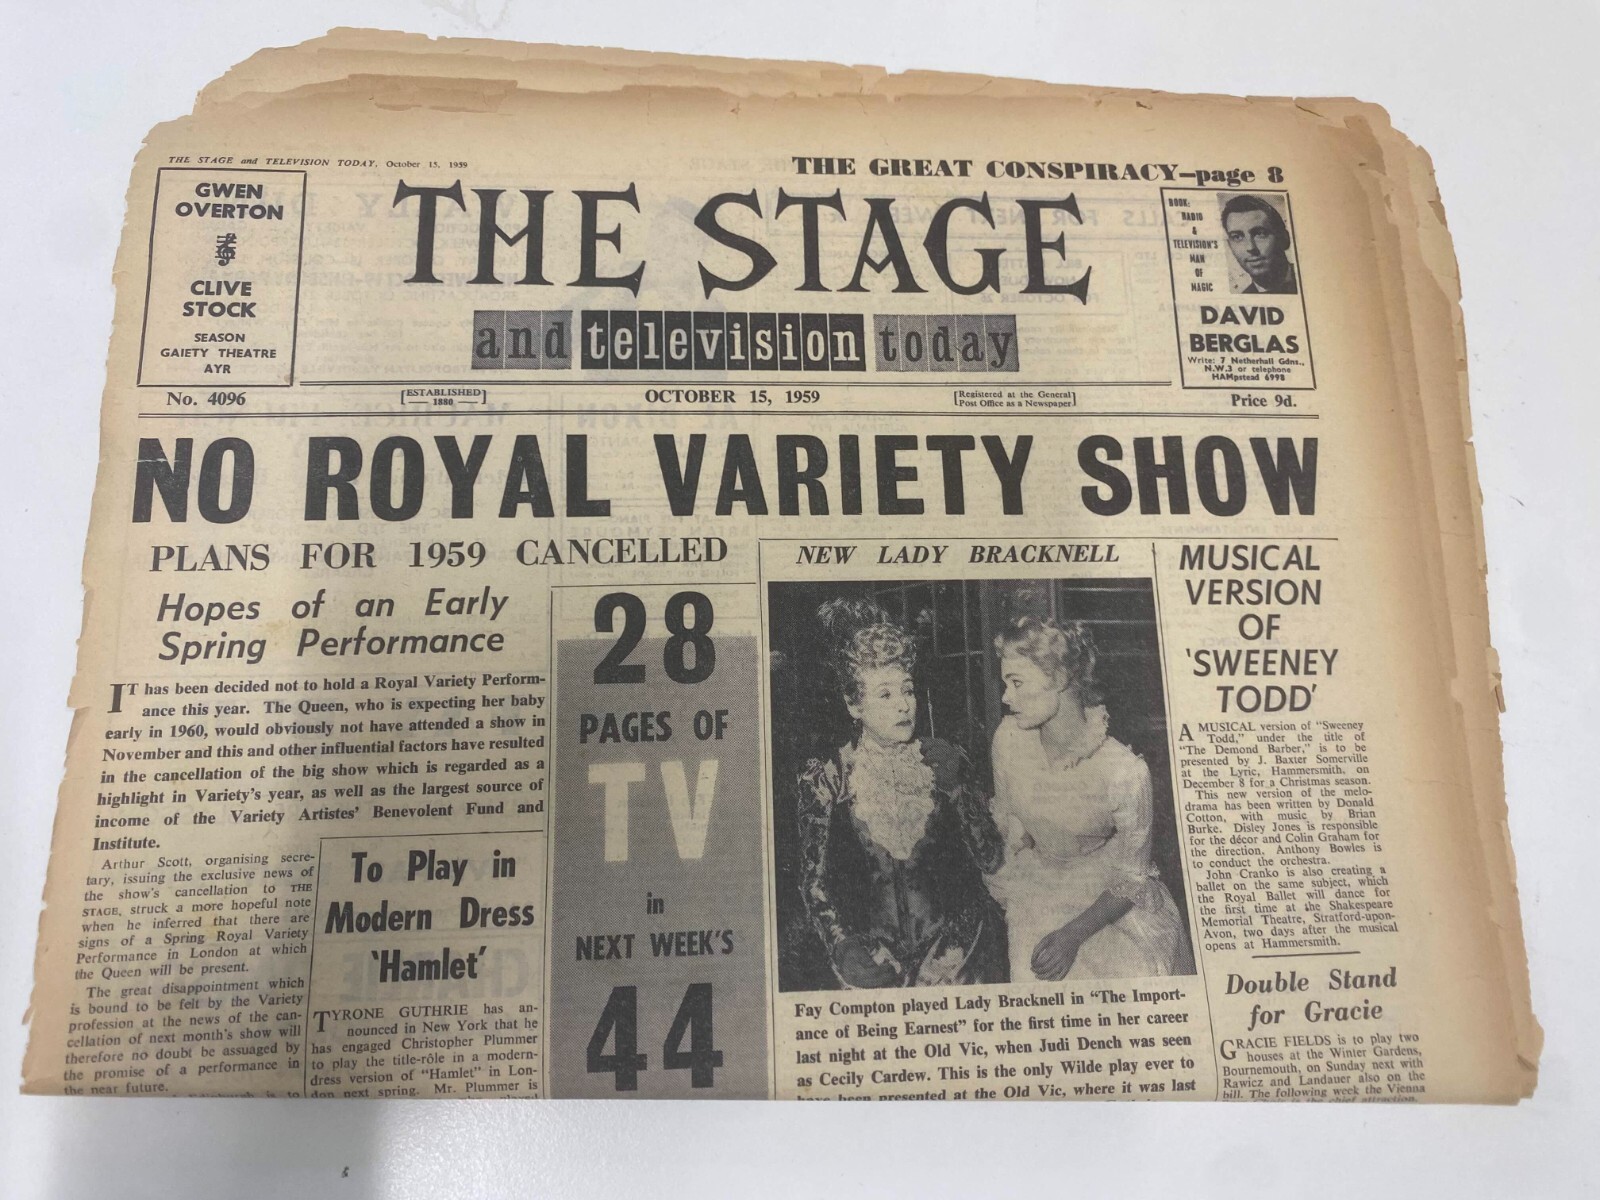 THE STAGE and TELEVISION TODAY, October 15, 1959
THE GREAT CONSPIRACY—page 8
GWEN
OVERTON
CLIVE
STOCK
SEASON
GAIETY THEATRE
AYR
THE STAGE
and television today
BOOK:
RADIO
&
TELEVISION'S
MAN
OF
MAGIC
DAVID
BERGLAS
Write: 7 Netherhall Gdns.,
N.W.3 or telephone
HAMpstead 6998
No. 4096
[ESTABLISHED]
1880
OCTOBER 15, 1959
[Registered at the General]
[Post Office as a Newspaper]
Price 9d.
NO ROYAL VARIETY SHOW
PLANS FOR 1959 CANCELLED
Hopes of an Early
Spring Performance
IT has been decided not to hold a Royal Variety Perform-
ance this year. The Queen, who is expecting her baby
early in 1960, would obviously not have attended a show in
November and this and other influential factors have resulted
in the cancellation of the big show which is regarded as a
highlight in Variety's year, as well as the largest source of
income of the Variety Artistes' Benevolent Fund and
Institute.
Arthur Scott, organising secre-
tary, issuing the exclusive news of
the show's cancellation to THE
STAGE, struck a more hopeful note
when he inferred that there are
signs of a Spring Royal Variety
Performance in London at which
the Queen will be present.
The great disappointment which
is bound to be felt by the Variety
profession at the news of the can-
cellation of next month's show will
therefore no doubt be assuaged by
the promise of a performance in
the near future.
To Play in
Modern Dress
'Hamlet'
TYRONE GUTHRIE has an-
nounced in New York that he
has engaged Christopher Plummer
to play the title-rôle in a modern-
dress version of "Hamlet" in Lon-
don next spring. Mr. Plummer is
28
PAGES OF
TV
in
NEXT WEEK'S
44
NEW LADY BRACKNELL
Fay Compton played Lady Bracknell in "The Import-
ance of Being Earnest" for the first time in her career
last night at the Old Vic, when Judi Dench was seen
as Cecily Cardew. This is the only Wilde play ever to
have been presented at the Old Vic, where it was last
MUSICAL
VERSION
OF
'SWEENEY
TODD'
A MUSICAL version of "Sweeney
Todd," under the title of
"The Demond Barber," is to be
presented by J. Baxter Somerville
at the Lyric, Hammersmith, on
December 8 for a Christmas season.
This new version of the melo-
drama has been written by Donald
Cotton, with music by Brian
Burke. Disley Jones is responsible
for the décor and Colin Graham for
the direction. Anthony Bowles is
to conduct the orchestra.
John Cranko is also creating a
ballet on the same subject, which
the Royal Ballet will dance for
the first time at the Shakespeare
Memorial Theatre, Stratford-upon-
Avon, two days after the musical
opens at Hammersmith.
Double Stand
for Gracie
GRACIE FIELDS is to play two
houses at the Winter Gardens,
Bournemouth, on Sunday next with
Rawicz and Landauer also on the
bill. The following week the Vienna